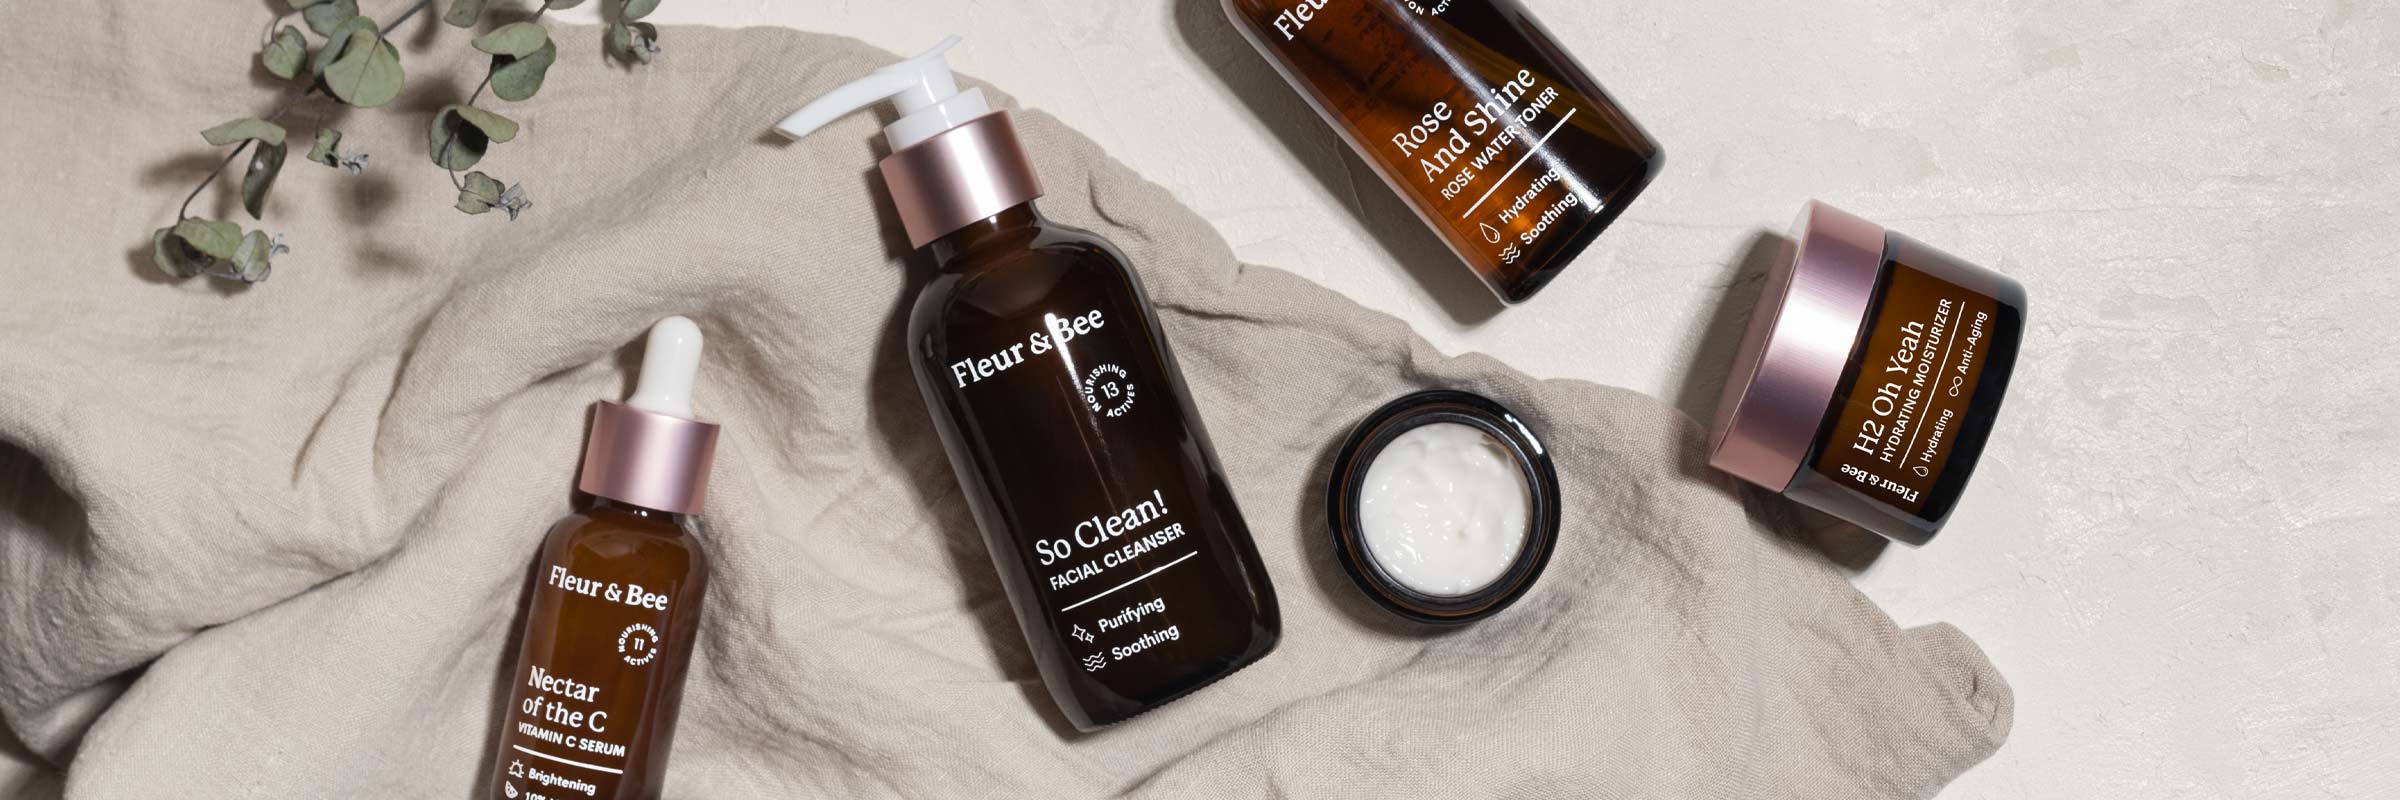 Fleur & Bee
NOURISHING
11
ACTIVES
Nectar
of the C
VITAMIN C SERUM
Brightening
10%
Fleur & Bee
NOURISHING
13
ACTIVES
So Clean!
FACIAL CLEANSER
Purifying
Soothing
Rose
And Shine
ROSE WATER TONER
Hydrating
Soothing
H2 Oh Yeah
HYDRATING MOISTURIZER
Hydrating
Anti-Aging
Fleur & Bee